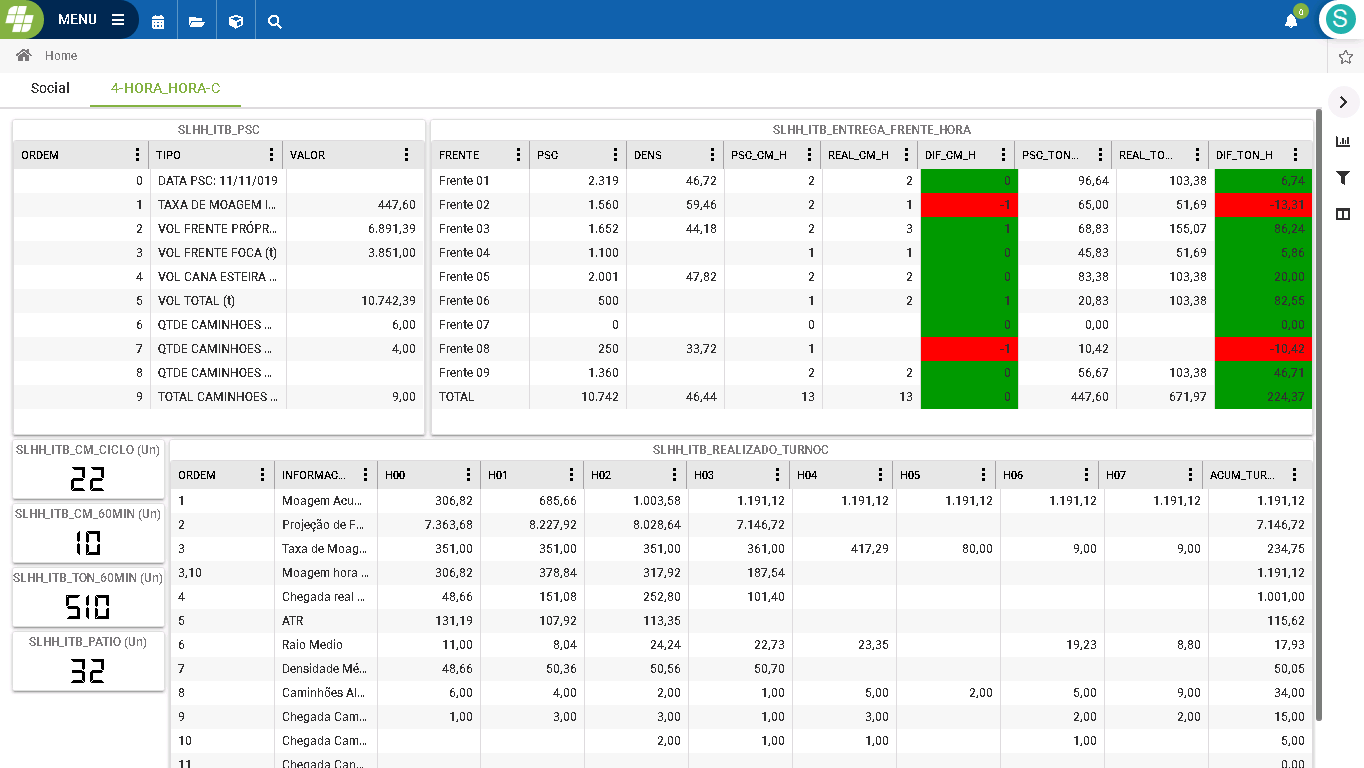 MENU
0
S
Home
Social 4-HORA_HORA-C
SLHH_ITB_PSC
ORDEM TIPO VALOR
0 DATA PSC: 11/11/019
1 TAXA DE MOAGEM I... 447,60
2 VOL FRENTE PRÓPR... 6.891,39
3 VOL FRENTE FOCA (t) 3.851,00
4 VOL CANA ESTEIRA ...
5 VOL TOTAL (t) 10.742,39
6 QTDE CAMINHOES ... 6,00
7 QTDE CAMINHOES ... 4,00
8 QTDE CAMINHOES ...
9 TOTAL CAMINHOES ... 9,00
SLHH_ITB_ENTREGA_FRENTE_HORA
FRENTE PSC DENS PSC_CM_H REAL_CM_H DIF_CM_H PSC_TON... REAL_TO... DIF_TON_H
Frente 01 2.319 46,72 2 2 0 96,64 103,38 6,74
Frente 02 1.560 59,46 2 1 -1 65,00 51,69 -13,31
Frente 03 1.652 44,18 2 3 1 68,83 155,07 86,24
Frente 04 1.100 1 1 0 45,83 51,69 5,86
Frente 05 2.001 47,82 2 2 0 83,38 103,38 20,00
Frente 06 500 1 2 1 20,83 103,38 82,55
Frente 07 0 0 0 0,00 0,00
Frente 08 250 33,72 1 -1 10,42 -10,42
Frente 09 1.360 2 2 0 56,67 103,38 46,71
TOTAL 10.742 46,44 13 13 0 447,60 671,97 224,37
SLHH_ITB_CM_CICLO (Un)
22
SLHH_ITB_CM_60MIN (Un)
10
SLHH_ITB_TON_60MIN (Un)
510
SLHH_ITB_PATIO (Un)
32
SLHH_ITB_REALIZADO_TURNOC
ORDEM INFORMAC... H00 H01 H02 H03 H04 H05 H06 H07 ACUM_TUR...
1 Moagem Acu... 306,82 685,66 1.003,58 1.191,12 1.191,12 1.191,12 1.191,12 1.191,12 1.191,12
2 Projeção de F... 7.363,68 8.227,92 8.028,64 7.146,72 7.146,72
3 Taxa de Moag... 351,00 351,00 351,00 361,00 417,29 80,00 9,00 9,00 234,75
3,10 Moagem hora ... 306,82 378,84 317,92 187,54 1.191,12
4 Chegada real ... 48,66 151,08 252,80 101,40 1.001,00
5 ATR 131,19 107,92 113,35 115,62
6 Raio Medio 11,00 8,04 24,24 22,73 23,35 19,23 8,80 17,93
7 Densidade Mé... 48,66 50,36 50,56 50,70 50,05
8 Caminhões Al... 6,00 4,00 2,00 1,00 5,00 2,00 5,00 9,00 34,00
9 Chegada Cam... 1,00 3,00 3,00 1,00 3,00 2,00 2,00 15,00
10 Chegada Cam... 2,00 1,00 1,00 1,00 5,00
11 Chegada Can... 0,00